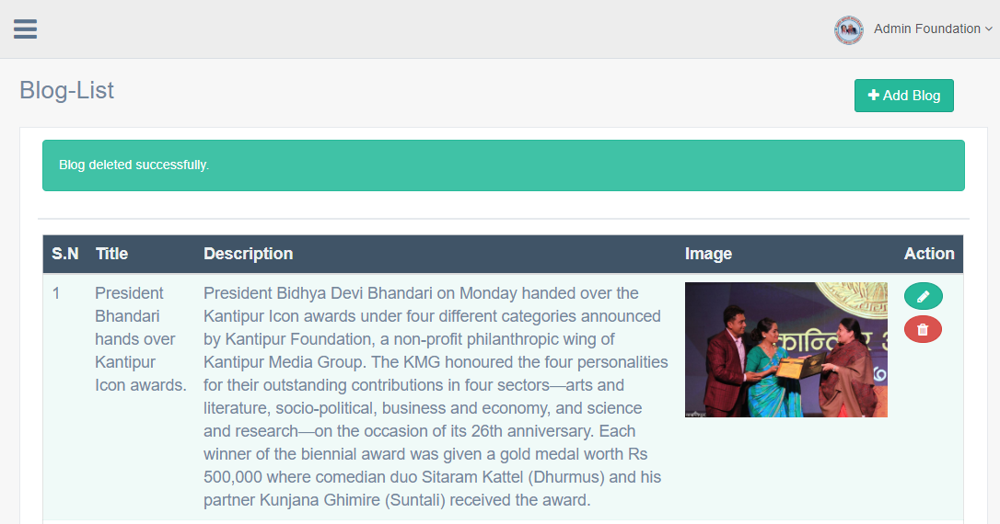 Admin Foundation
Blog-List
Add Blog
Blog deleted successfully.
S.N Title Description Image Action
1
President
Bhandari
hands over
Kantipur
Icon awards.
President Bidhya Devi Bhandari on Monday handed over the
Kantipur Icon awards under four different categories announced
by Kantipur Foundation, a non-profit philanthropic wing of
Kantipur Media Group. The KMG honoured the four personalities
for their outstanding contributions in four sectors—arts and
literature, socio-political, business and economy, and science
and research—on the occasion of its 26th anniversary. Each
winner of the biennial award was given a gold medal worth Rs
500,000 where comedian duo Sitaram Kattel (Dhurmus) and his
partner Kunjana Ghimire (Suntali) received the award.